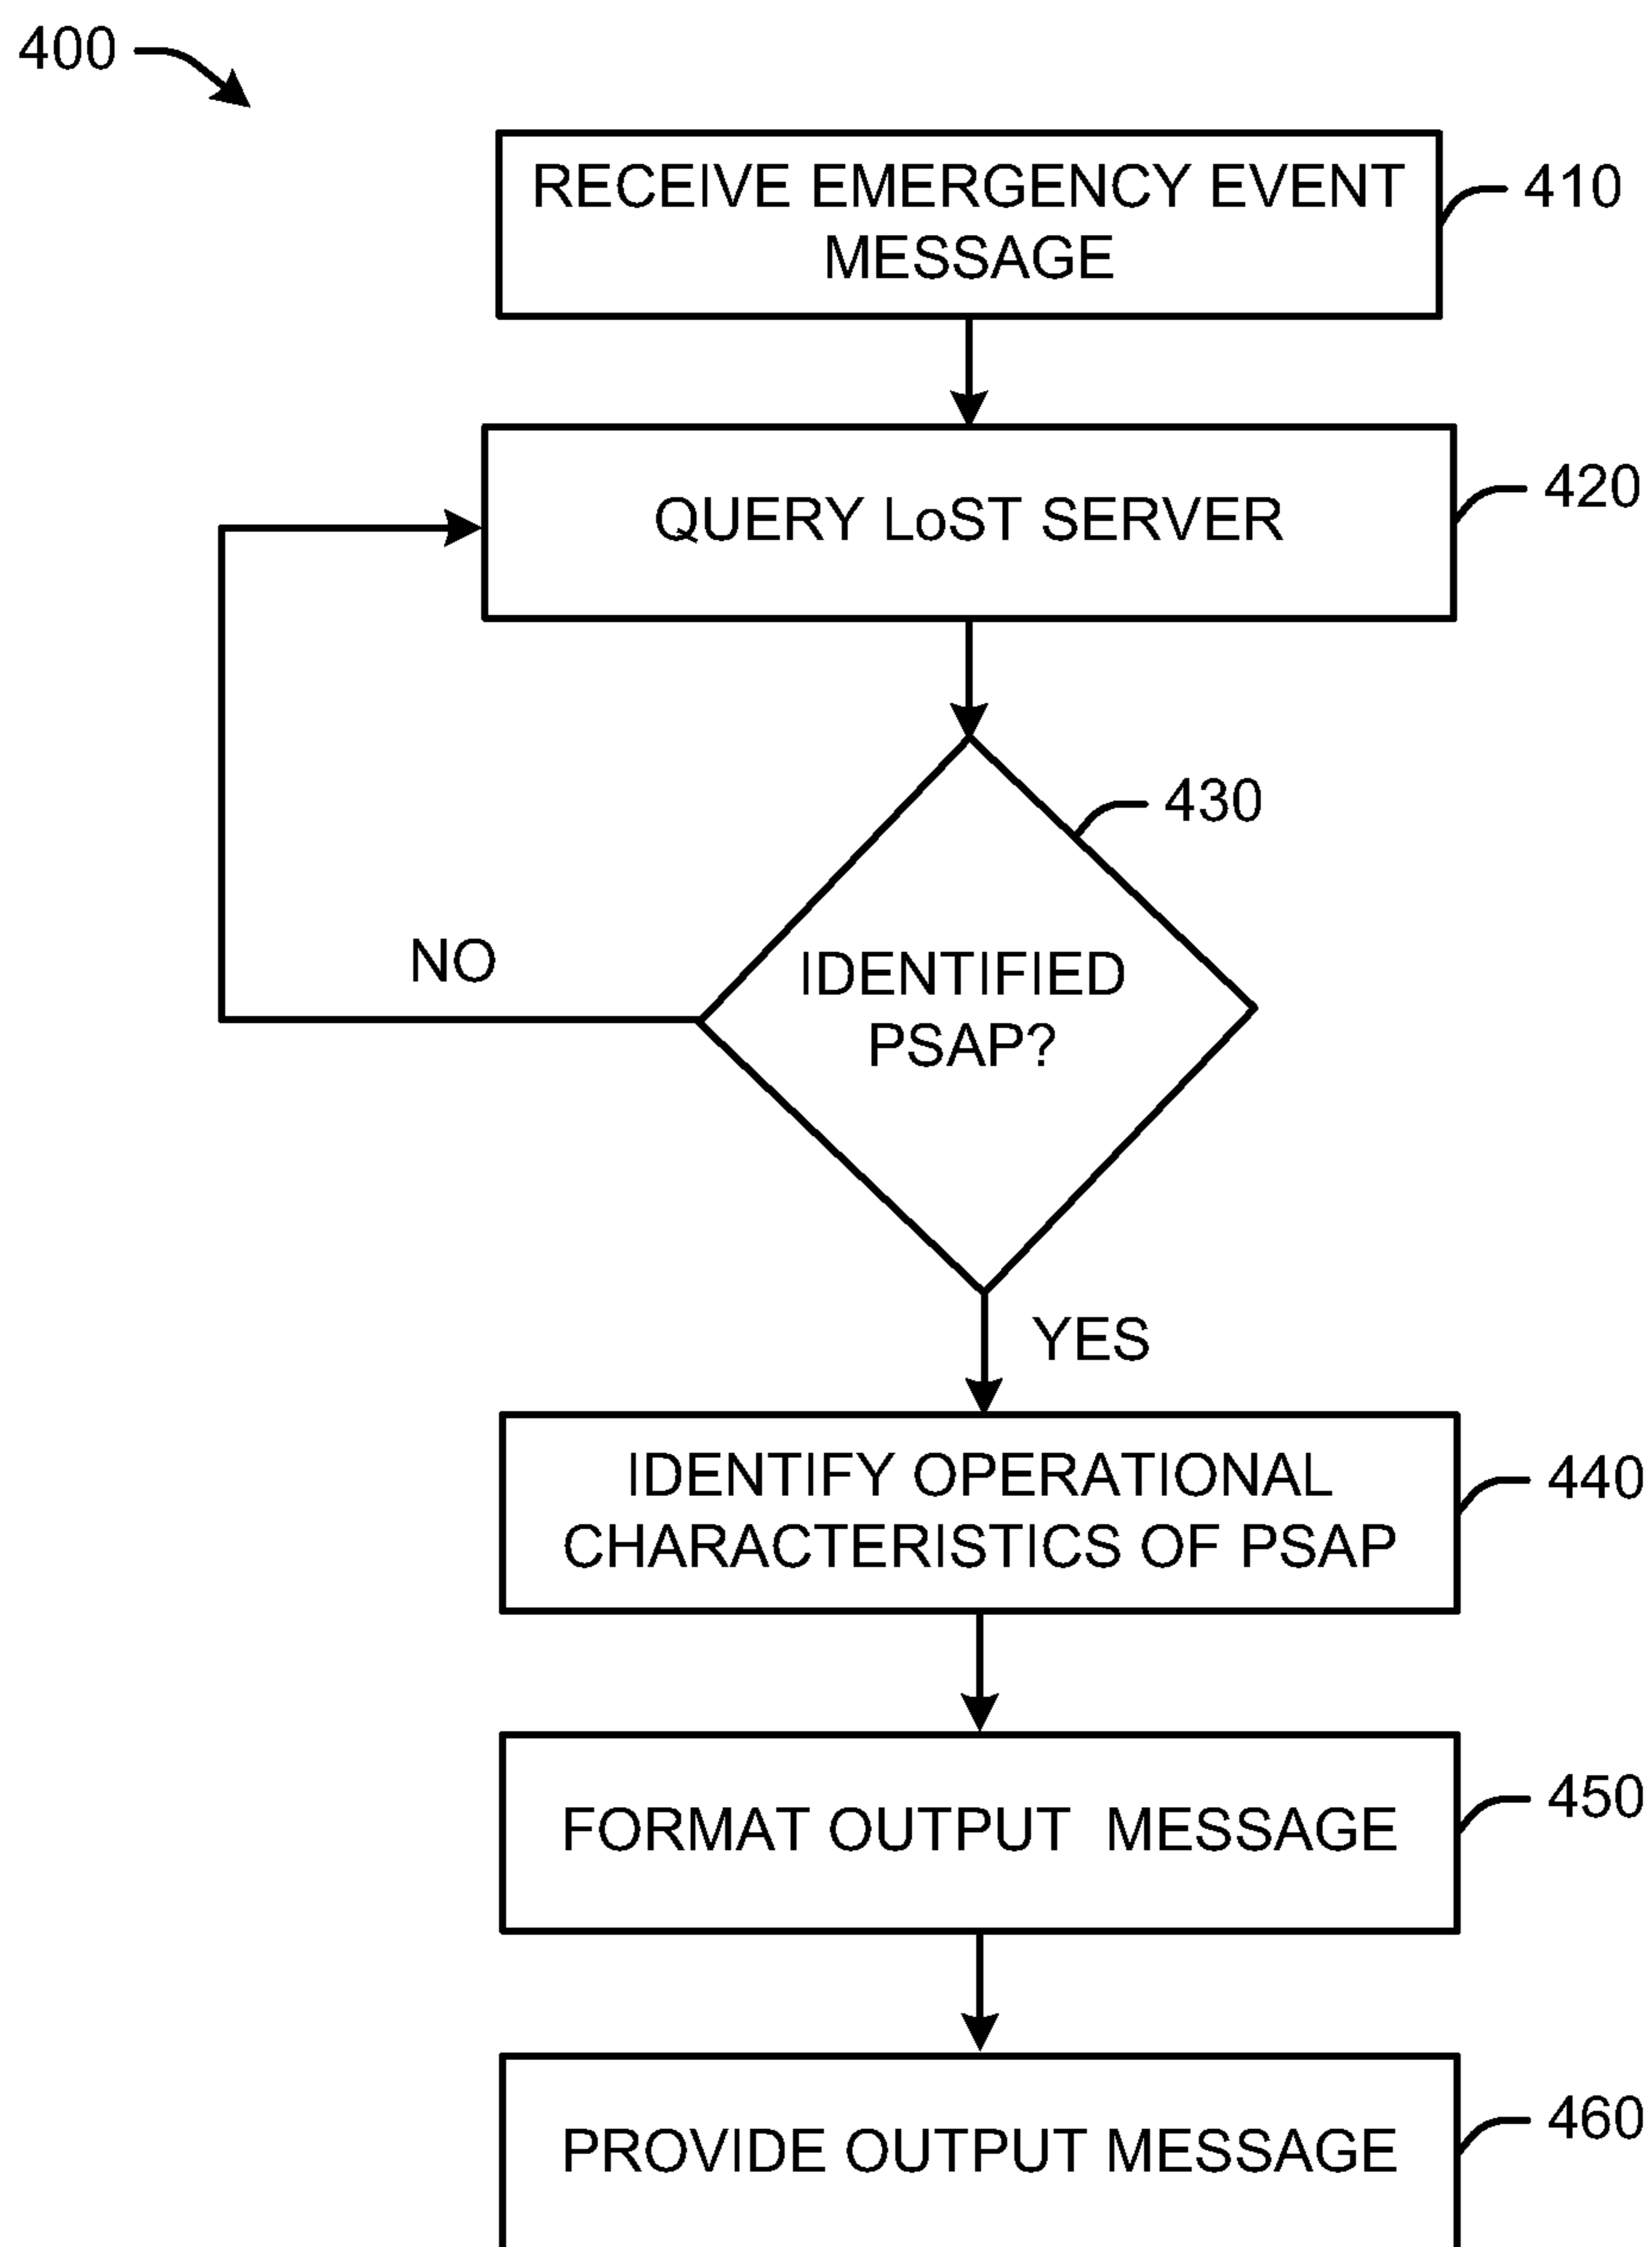 400
RECEIVE EMERGENCY EVENT
MESSAGE
410
QUERY LoST SERVER
420
430
NO
IDENTIFIED
PSAP?
YES
IDENTIFY OPERATIONAL
CHARACTERISTICS OF PSAP
440
FORMAT OUTPUT MESSAGE
450
PROVIDE OUTPUT MESSAGE
460